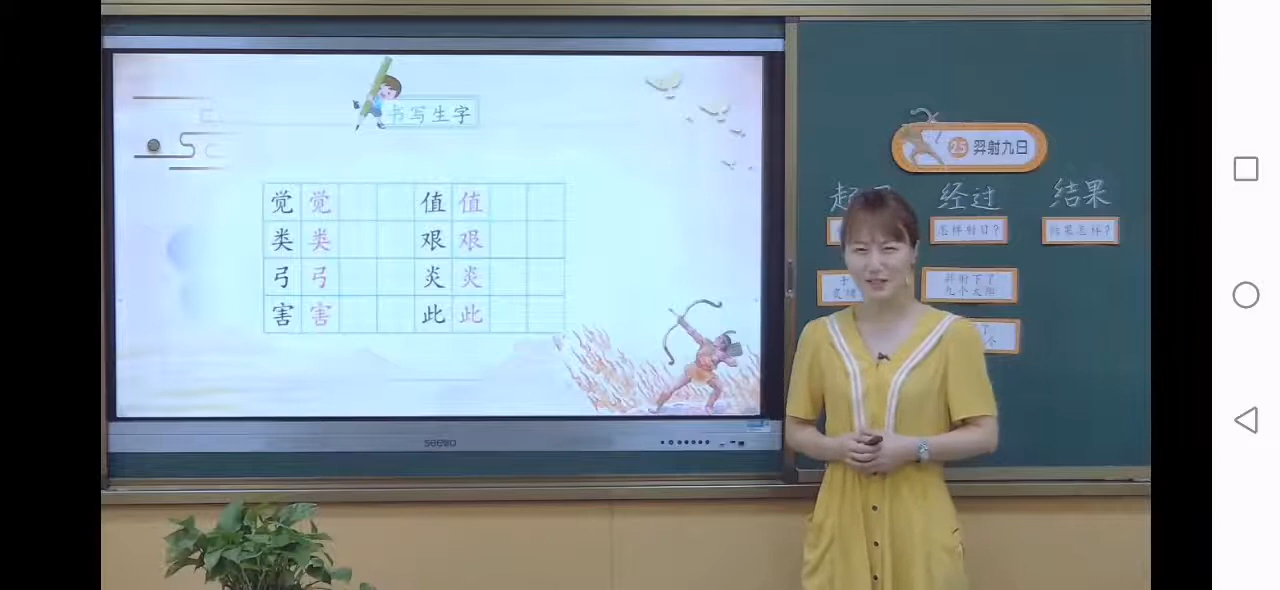 书写生字
觉 觉 值 值
类 类 艰 艰
弓 弓 炎 炎
害 害 此 此
seewo
25 羿射九日
起 经过 结果
怎样射日? 结果怎样?
羿射下了
九个太阳